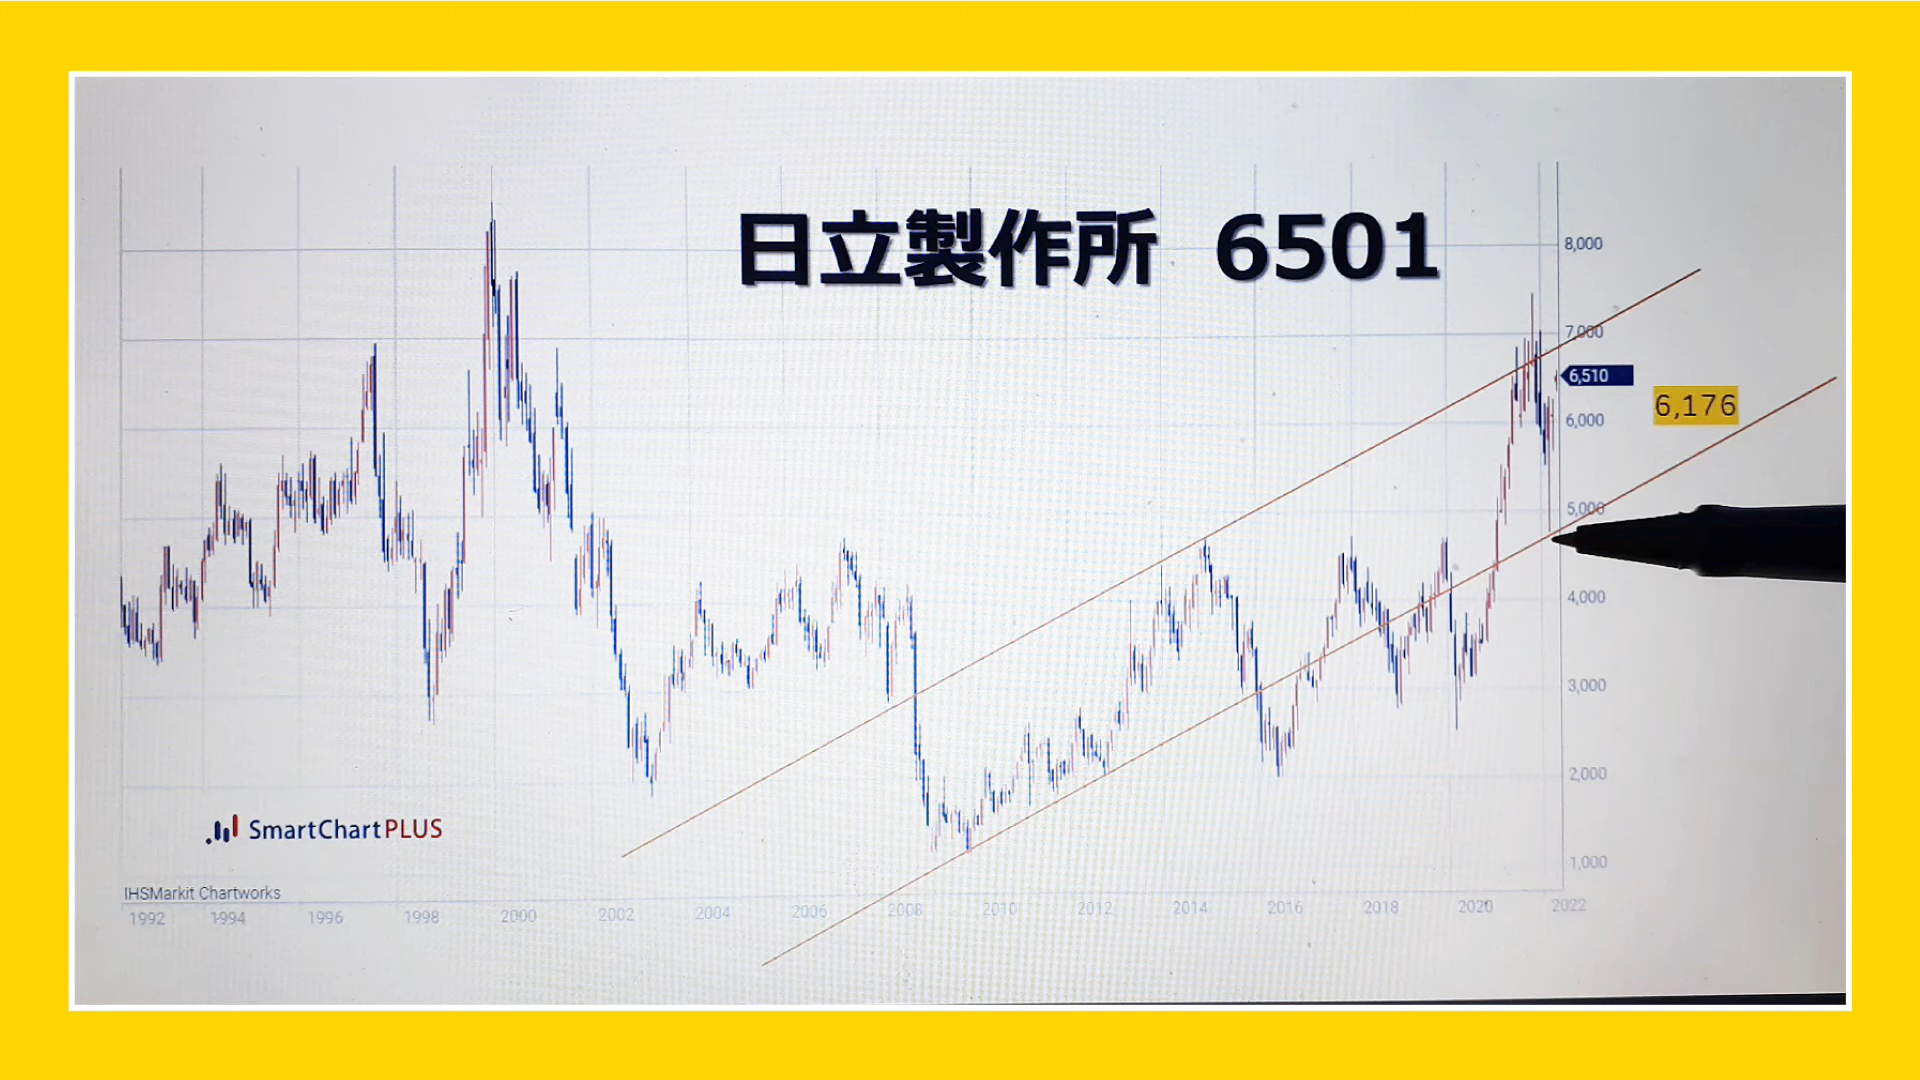 日立製作所 6501
8,000
7,000
6,510
6,176
6,000
5,000
4,000
3,000
2,000
1,000
SmartChartPLUS
IHSMarkit Chartworks
1992 1994 1996 1998 2000 2002 2004 2006 2008 2010 2012 2014 2016 2018 2020 2022